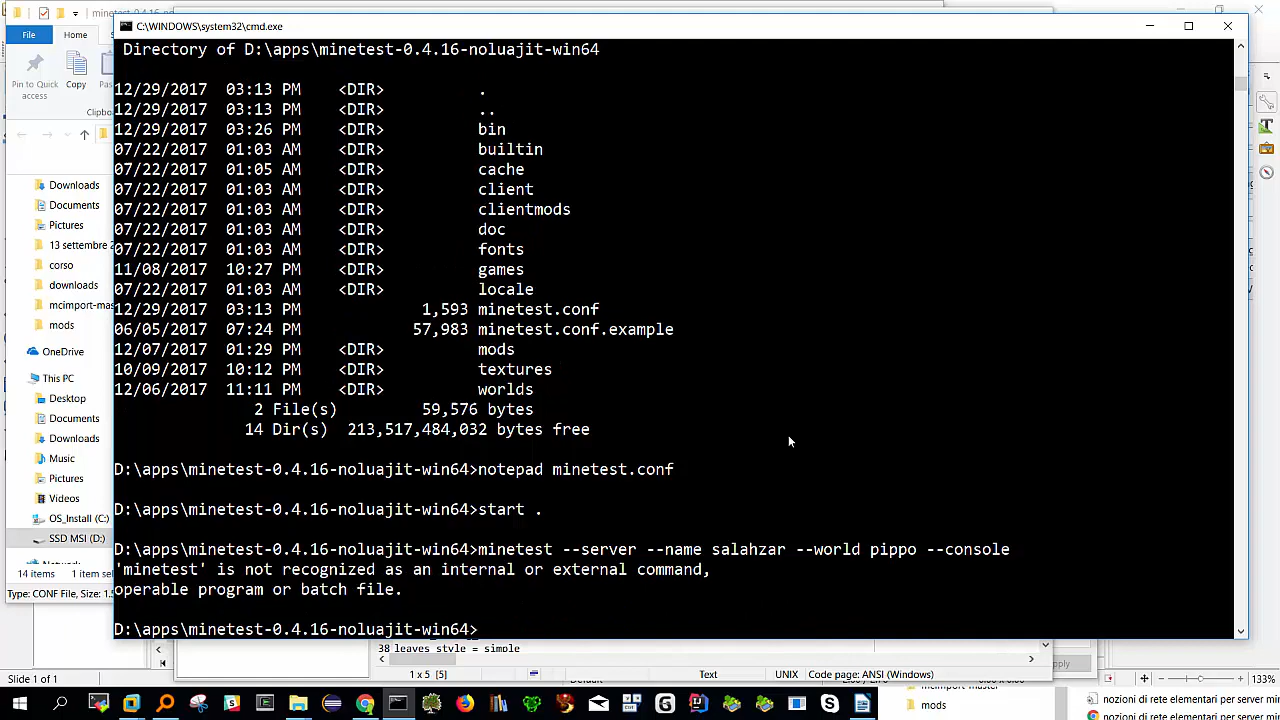 C:\WINDOWS\system32\cmd.exe
File
Home
Pin to Quick
access
Copy
Clipbo
Directory of D:\apps\minetest-0.4.16-noluajit-win64
12/29/2017 03:13 PM <DIR> .
12/29/2017 03:13 PM <DIR> ..
12/29/2017 03:26 PM <DIR> bin
07/22/2017 01:03 AM <DIR> builtin
07/22/2017 01:05 AM <DIR> cache
07/22/2017 01:03 AM <DIR> client
07/22/2017 01:03 AM <DIR> clientmods
07/22/2017 01:03 AM <DIR> doc
07/22/2017 01:03 AM <DIR> fonts
11/08/2017 10:27 PM <DIR> games
07/22/2017 01:03 AM <DIR> locale
12/29/2017 03:13 PM 1,593 minetest.conf
06/05/2017 07:24 PM 57,983 minetest.conf.example
12/07/2017 01:29 PM <DIR> mods
10/09/2017 10:12 PM <DIR> textures
12/06/2017 11:11 PM <DIR> worlds
2 File(s) 59,576 bytes
14 Dir(s) 213,517,484,032 bytes free
D:\apps\minetest-0.4.16-noluajit-win64>notepad minetest.conf
D:\apps\minetest-0.4.16-noluajit-win64>start .
D:\apps\minetest-0.4.16-noluajit-win64>minetest --server --name salahzar --world pippo --console
'minetest' is not recognized as an internal or external command,
operable program or batch file.
D:\apps\minetest-0.4.16-noluajit-win64>
Downloads
Documents
Pictures
13 settembre
corso
downloads
mcimport-mast
mods
OneDrive
This PC
Desktop
Documents
Downloads
Music
Pictures
Videos
OS_Install (C:)
SSD MSI (D:)
14 items 1 item sel
Type: CONF File, Size: 1.
38 leaves_style = simple
1 x 5 [5] Text UNIX Code page: ANSI (Windows)
pply
Slide 1 of 1
133%
mcimport-master
mods
nozioni di rete elementari per server
nozioni di rete elementari per server